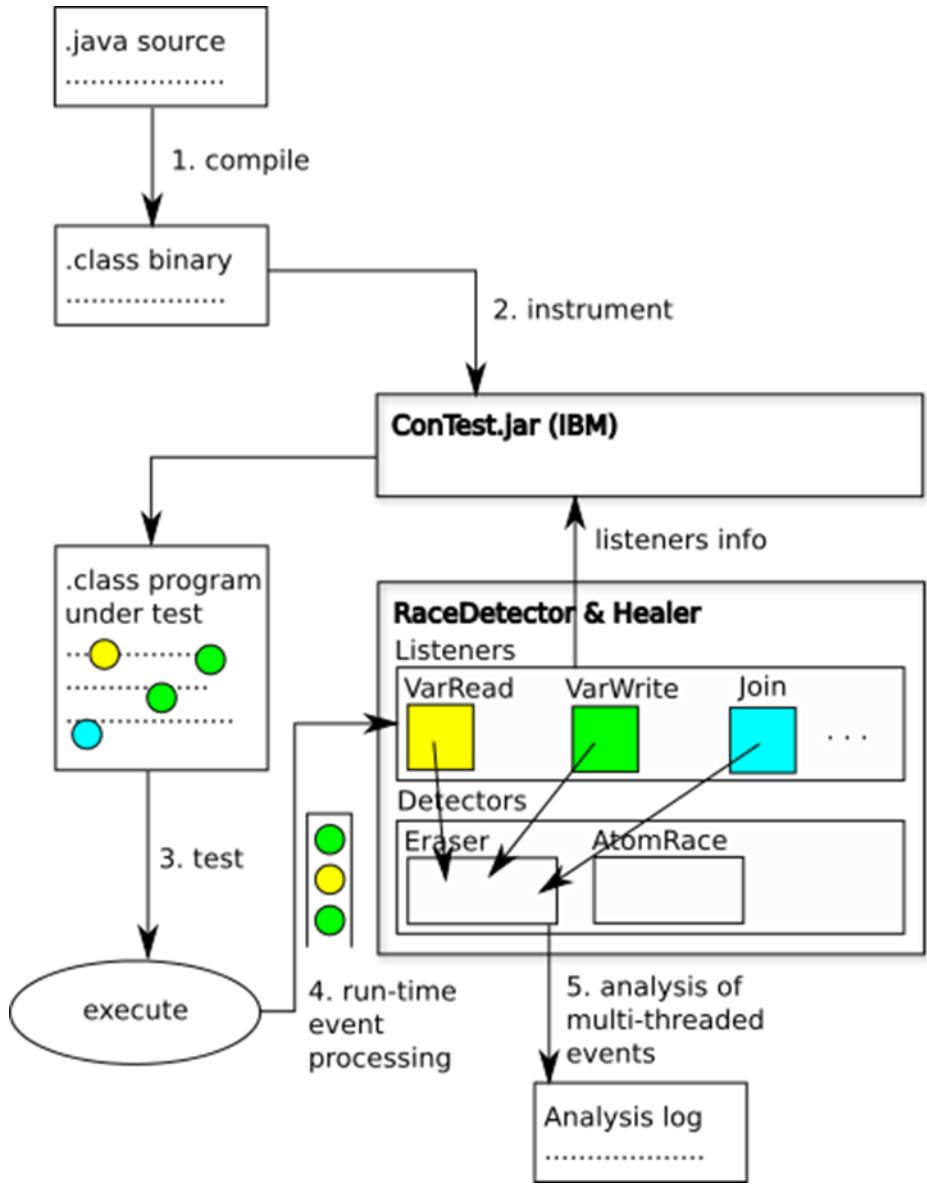 .java source
1. compile
.class binary
2. instrument
ConTest.jar (IBM)
listeners info
.class program
under test
RaceDetector & Healer
Listeners
VarRead
VarWrite
Join
. . .
Detectors
Eraser
AtomRace
3. test
execute
4. run-time
event
processing
5. analysis of
multi-threaded
events
Analysis log